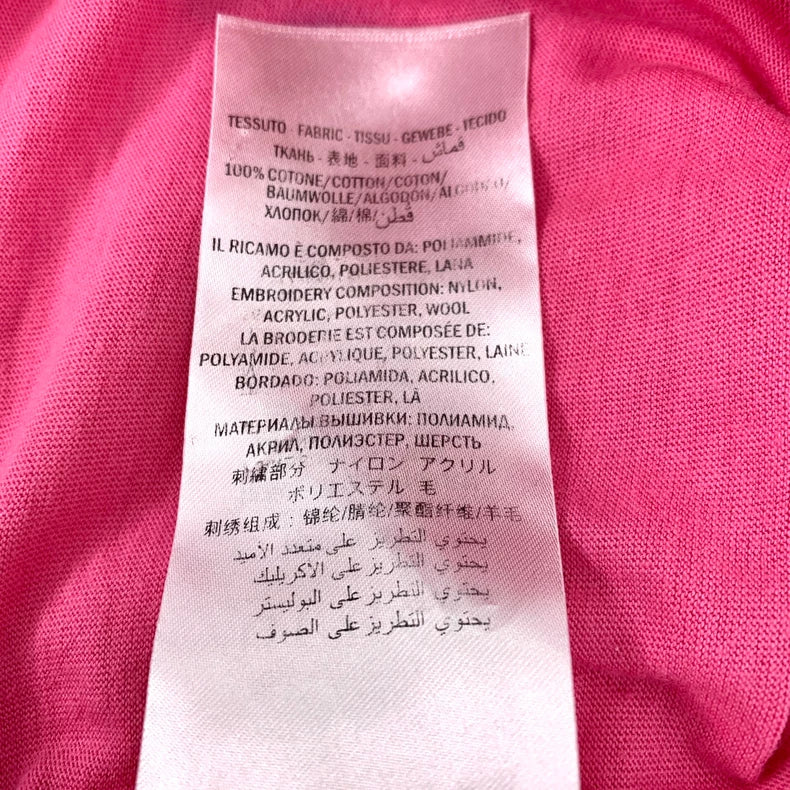 TESSUTO - FABRIC - TISSU - GEWEBE - TECIDO
ТКАНЬ - 表地 - 面料 - قماش
100% COTONE/COTTON/COTON/
BAUMWOLLE/ALGODON/ALGODÃO/
ХЛОПОК/綿/棉/قطن
IL RICAMO È COMPOSTO DA: POLIAMMIDE,
ACRILICO, POLIESTERE, LANA
EMBROIDERY COMPOSITION: NYLON,
ACRYLIC, POLYESTER, WOOL
LA BRODERIE EST COMPOSÉE DE:
POLYAMIDE, ACRYLIQUE, POLYESTER, LAINE
BORDADO: POLIAMIDA, ACRILICO,
POLIESTER, LÃ
МАТЕРИАЛЫ ВЫШИВКИ: ПОЛИАМИД,
АКРИЛ, ПОЛИЭСТЕР, ШЕРСТЬ
刺繍部分 ナイロン アクリル
ポリエステル 毛
刺绣组成：锦纶/腈纶/聚酯纤维/羊毛
يحتوي التطريز على متعدد الاميد
يحتوي التطريز على الاكريليك
يحتوي التطريز على البوليستر
يحتوي التطريز على الصوف